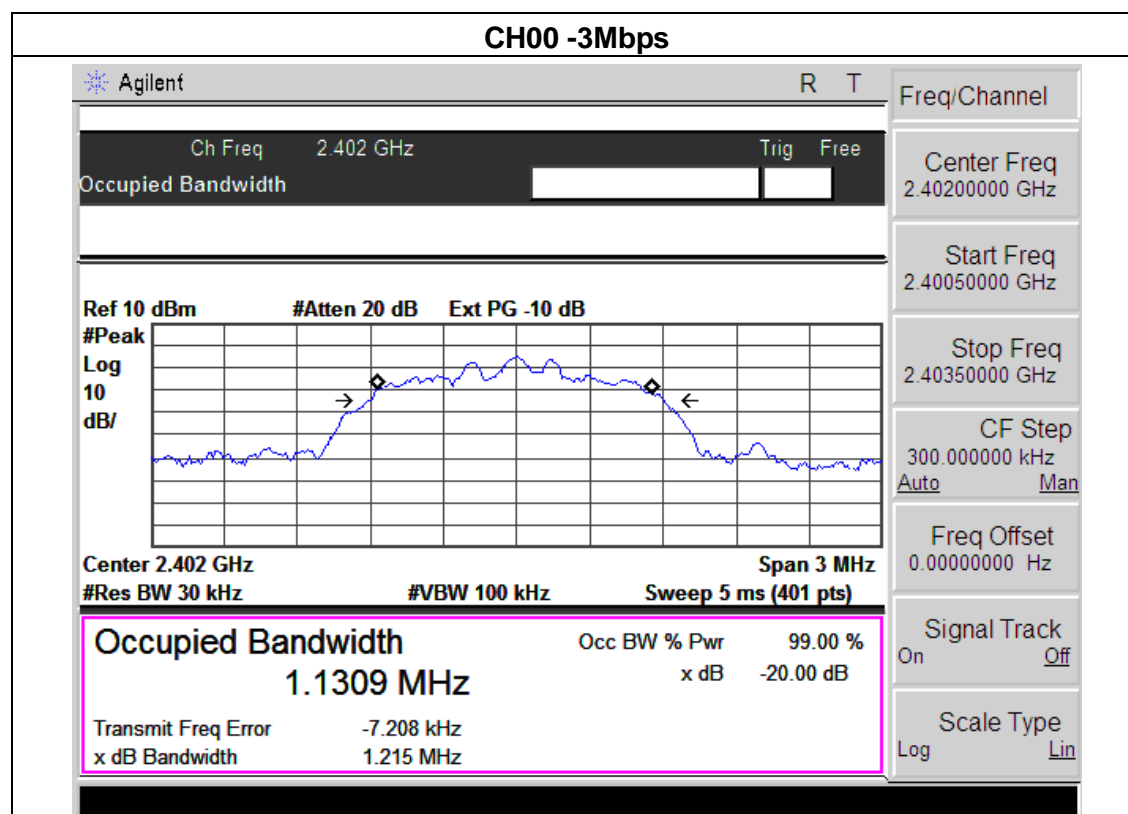 CH00 -3Mbps
Agilent R T
Ch Freq 2.402 GHz Trig Free
Occupied Bandwidth
Ref 10 dBm #Atten 20 dB Ext PG -10 dB
#Peak
Log
10
dB/
Center 2.402 GHz Span 3 MHz
#Res BW 30 kHz #VBW 100 kHz Sweep 5 ms (401 pts)
Occupied Bandwidth Occ BW % Pwr 99.00 %
1.1309 MHz x dB -20.00 dB
Transmit Freq Error -7.208 kHz
x dB Bandwidth 1.215 MHz
Freq/Channel
Center Freq
2.40200000 GHz
Start Freq
2.40050000 GHz
Stop Freq
2.40350000 GHz
CF Step
300.000000 kHz
Auto Man
Freq Offset
0.00000000 Hz
Signal Track
On Off
Scale Type
Log Lin